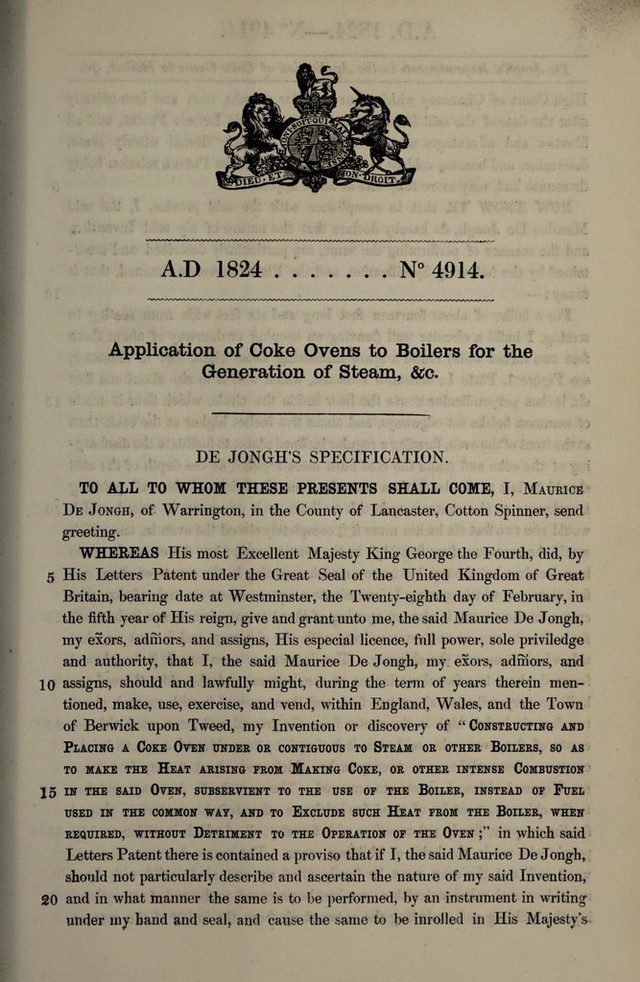 HONI SOIT QUI MAL Y PENSE
DIEU ET MON DROIT.
A.D 1824 . . . . . . . Nº 4914.
Application of Coke Ovens to Boilers for the
Generation of Steam, &c.
DE JONGH'S SPECIFICATION.
TO ALL TO WHOM THESE PRESENTS SHALL COME, I, MAURICE
DE JONGH, of Warrington, in the County of Lancaster, Cotton Spinner, send
greeting.
WHEREAS His most Excellent Majesty King George the Fourth, did, by
5 His Letters Patent under the Great Seal of the United Kingdom of Great
Britain, bearing date at Westminster, the Twenty-eighth day of February, in
the fifth year of His reign, give and grant unto me, the said Maurice De Jongh,
my exors, adm̃ors, and assigns, His especial licence, full power, sole priviledge
and authority, that I, the said Maurice De Jongh, my exors, adm̃ors, and
10 assigns, should and lawfully might, during the term of years therein men-
tioned, make, use, exercise, and vend, within England, Wales, and the Town
of Berwick upon Tweed, my Invention or discovery of "CONSTRUCTING AND
PLACING A COKE OVEN UNDER OR CONTIGUOUS TO STEAM OR OTHER BOILERS, SO AS
TO MAKE THE HEAT ARISING FROM MAKING COKE, OR OTHER INTENSE COMBUSTION
15 IN THE SAID OVEN, SUBSERVIENT TO THE USE OF THE BOILER, INSTEAD OF FUEL
USED IN THE COMMON WAY, AND TO EXCLUDE SUCH HEAT FROM THE BOILER, WHEN
REQUIRED, WITHOUT DETRIMENT TO THE OPERATION OF THE OVEN;" in which said
Letters Patent there is contained a proviso that if I, the said Maurice De Jongh,
should not particularly describe and ascertain the nature of my said Invention,
20 and in what manner the same is to be performed, by an instrument in writing
under my hand and seal, and cause the same to be inrolled in His Majesty's